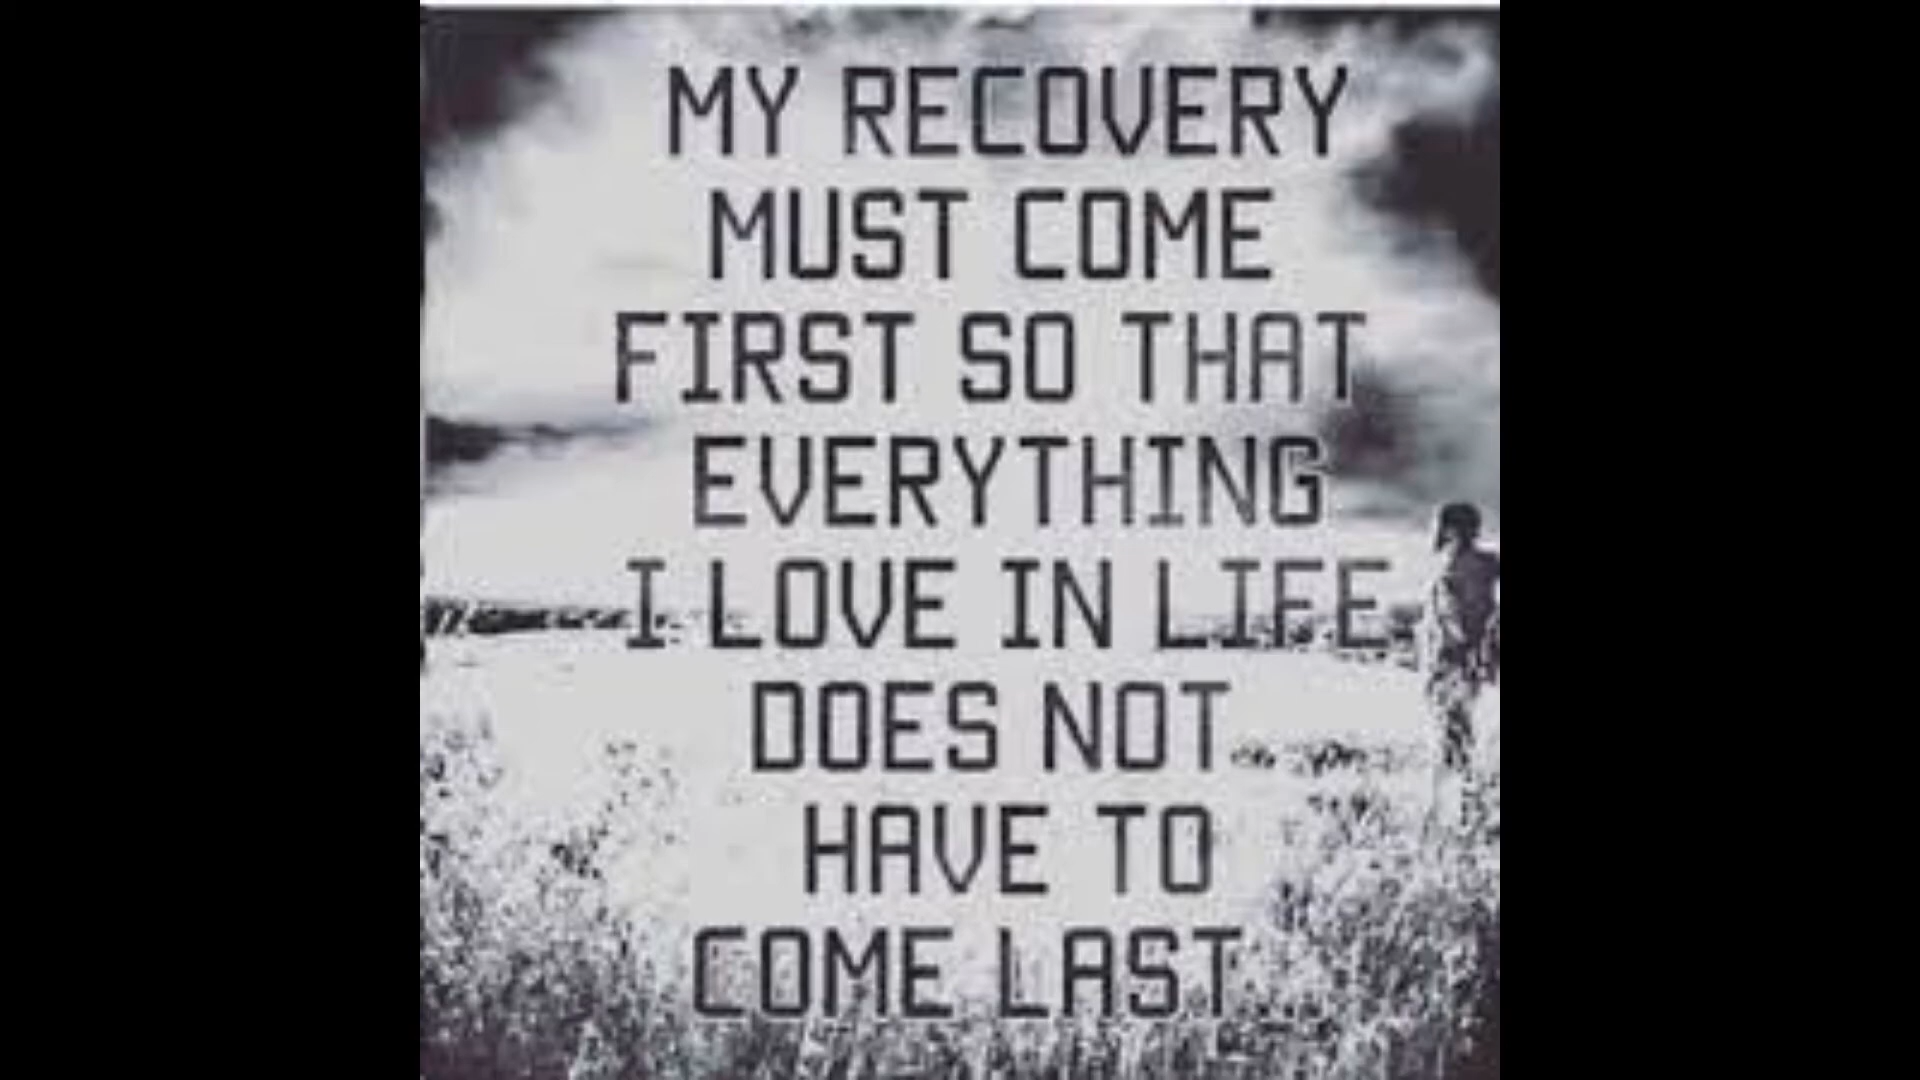 MY RECOVERY
MUST COME
FIRST SO THAT
EVERYTHING
I LOVE IN LIFE
DOES NOT
HAVE TO
COME LAST